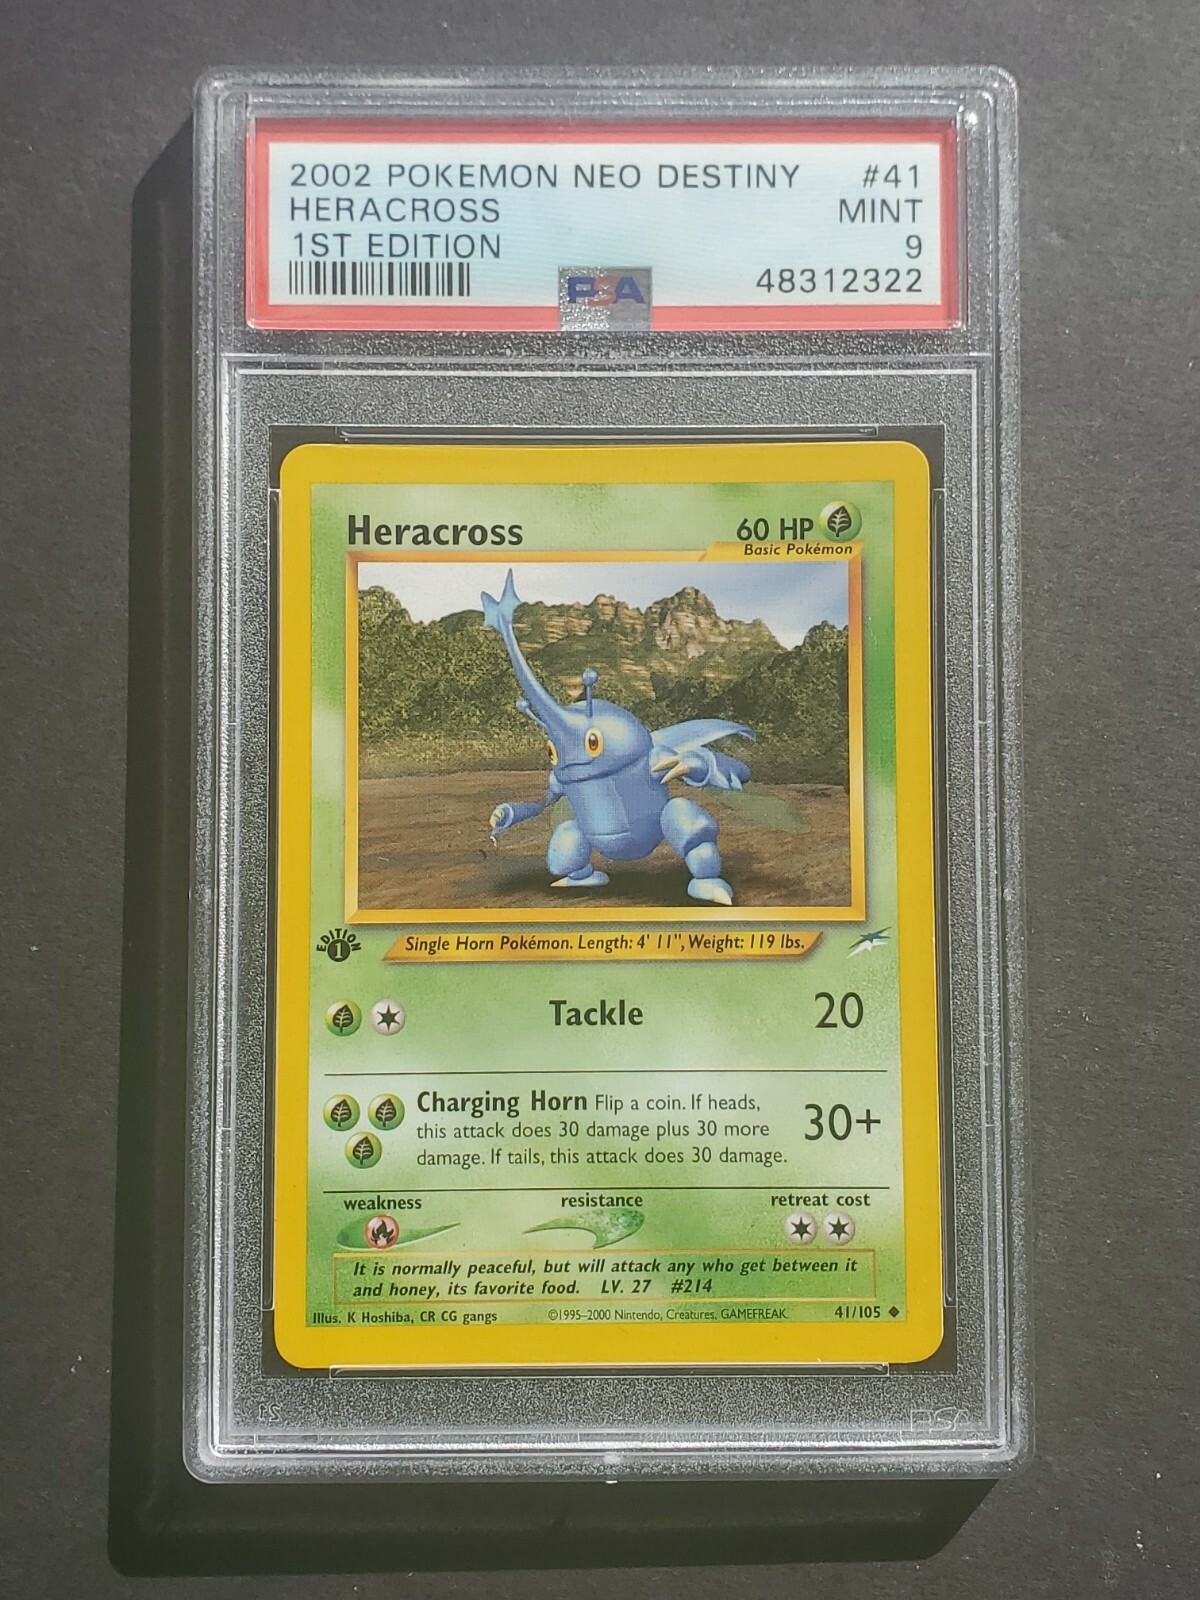 2002 POKEMON NEO DESTINY #41
HERACROSS MINT
1ST EDITION 9
PSA 48312322
Heracross 60 HP
Basic Pokémon
EDITION
1
Single Horn Pokémon. Length: 4' 11", Weight: 119 lbs.
Tackle 20
Charging Horn Flip a coin. If heads,
this attack does 30 damage plus 30 more
damage. If tails, this attack does 30 damage.
30+
weakness resistance retreat cost
It is normally peaceful, but will attack any who get between it
and honey, its favorite food. LV. 27 #214
Illus. K Hoshiba, CR CG gangs ©1995-2000 Nintendo, Creatures, GAMEFREAK. 41/105
PSA